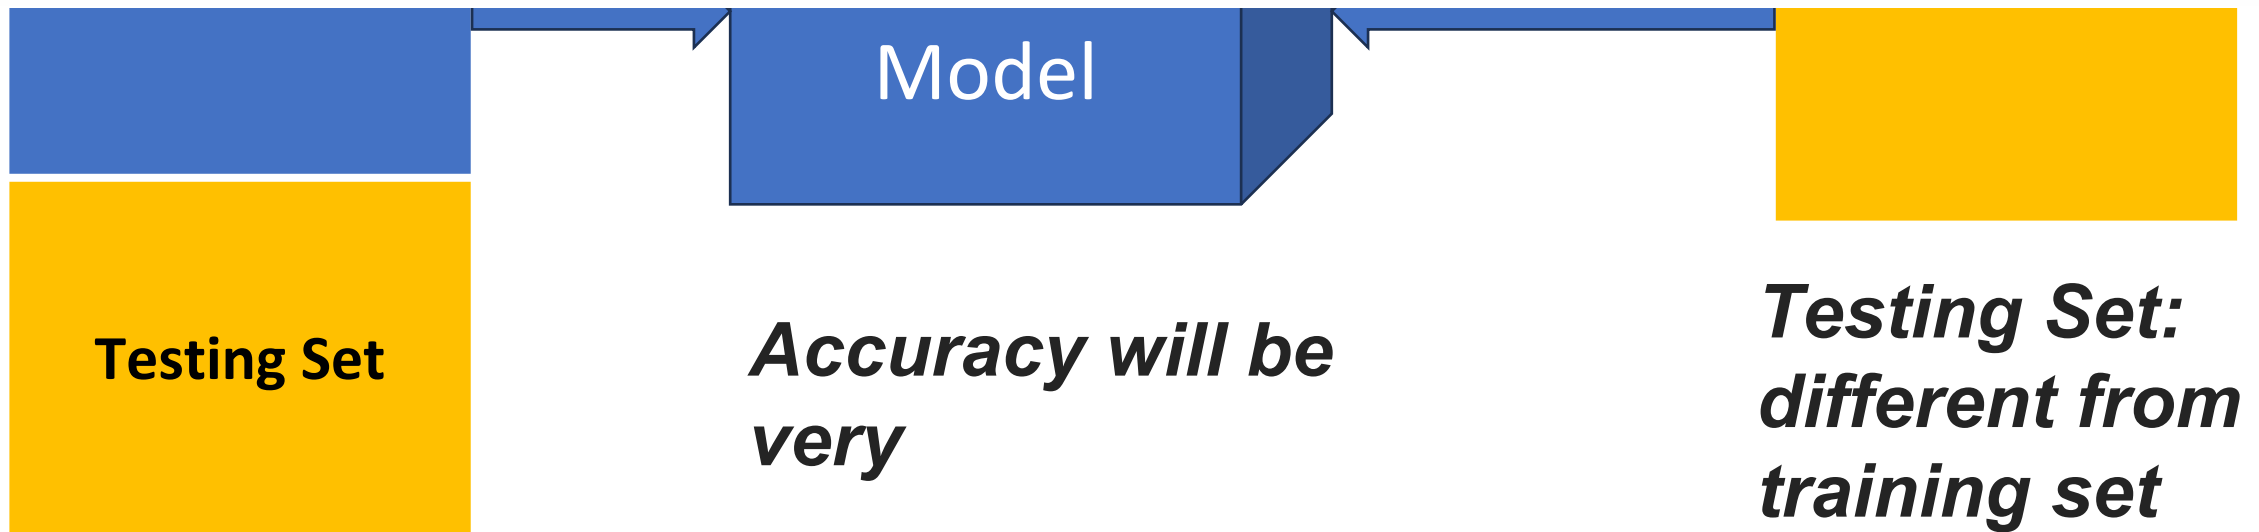 Model
Testing Set
Accuracy will be
very
Testing Set:
different from
training set